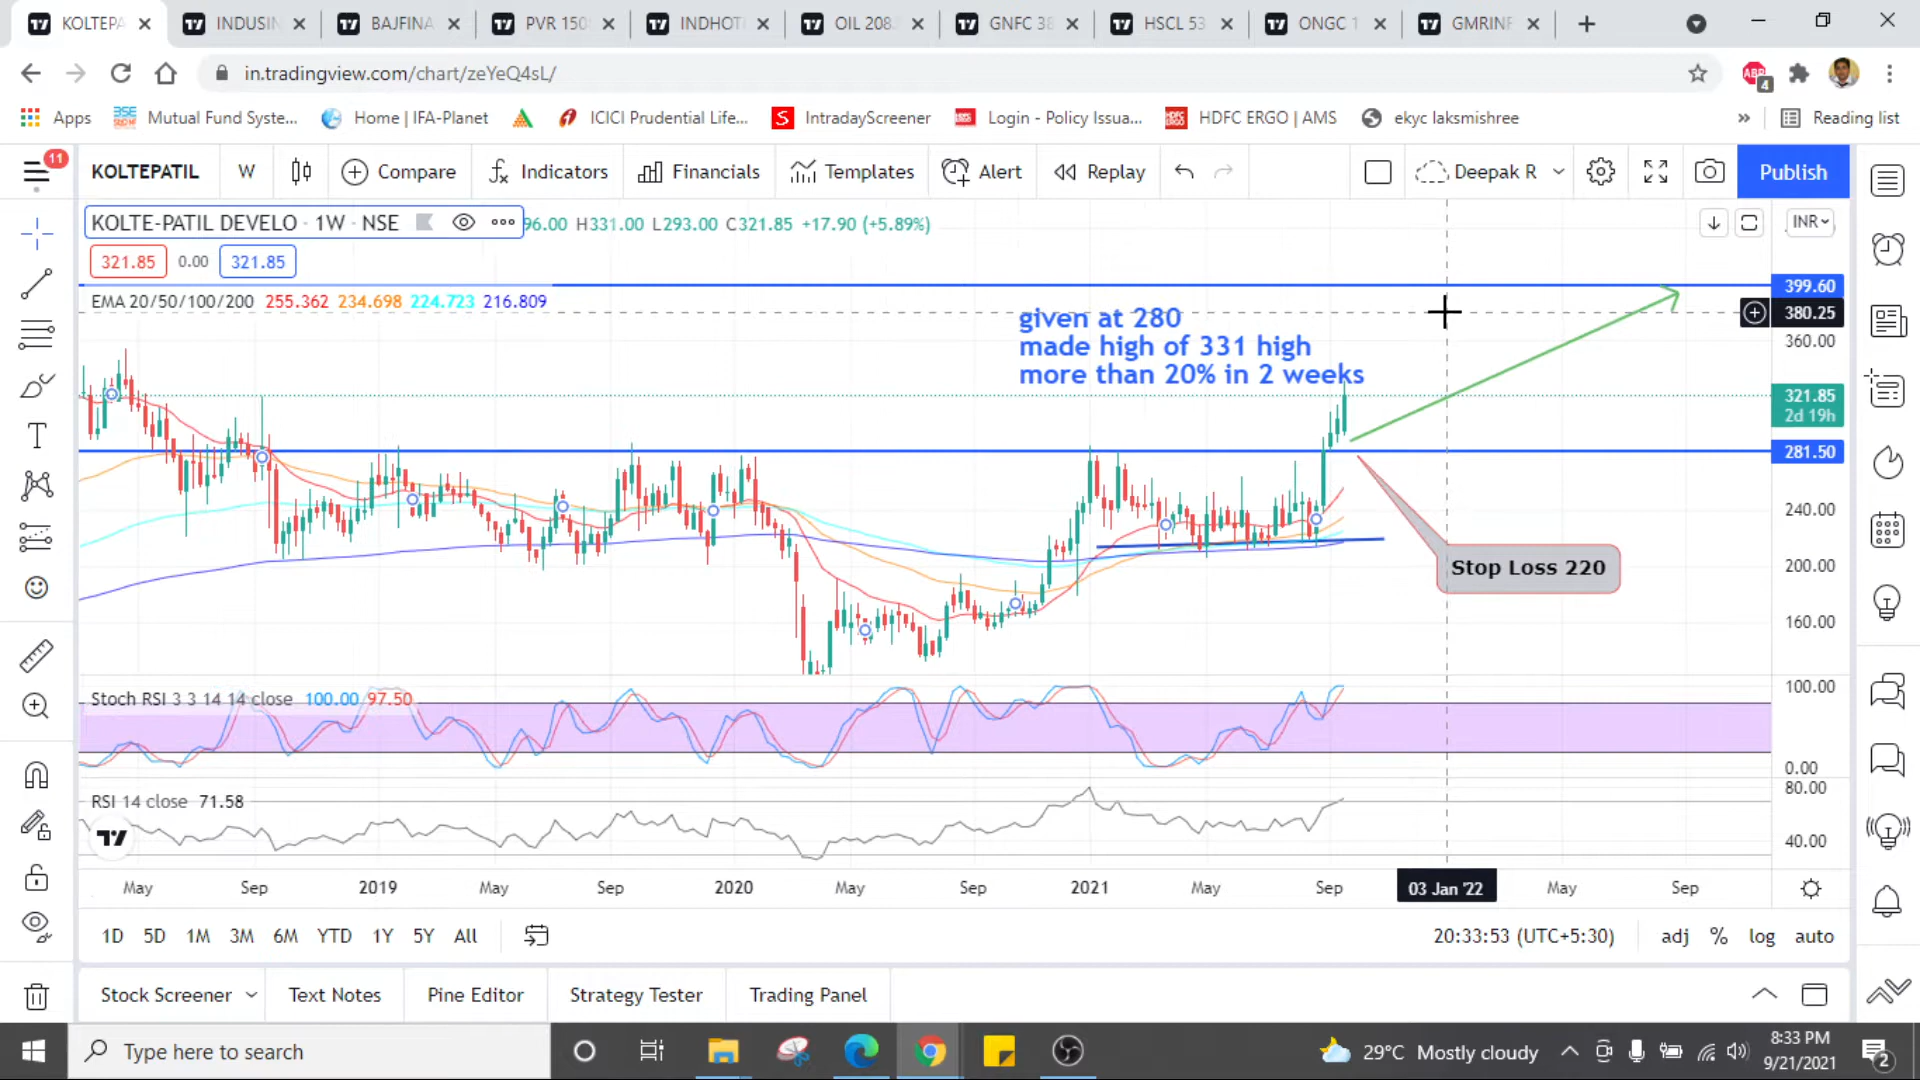 KOLTEPA
INDUSIN
BAJFINA
PVR 150
INDHOT
OIL 208.
GNFC 38
HSCL 53
ONGC 1
GMRINF
in.tradingview.com/chart/zeYeQ4sL/
ABP
4
Apps
BSE
Mutual Fund Syste...
Home | IFA-Planet
ICICI Prudential Life...
S
IntradayScreener
Login - Policy Issua...
HDFC ERGO | AMS
ekyc laksmishree
»
Reading list
11
KOLTEPATIL
W
Compare
Indicators
Financials
Templates
Alert
Replay
Deepak R
Publish
KOLTE-PATIL DEVELO · 1W · NSE
96.00 H331.00 L293.00 C321.85 +17.90 (+5.89%)
INR
321.85
0.00
321.85
EMA 20/50/100/200 255.362 234.698 224.723 216.809
399.60
380.25
360.00
given at 280
made high of 331 high
more than 20% in 2 weeks
321.85
2d 19h
281.50
240.00
Stop Loss 220
200.00
160.00
Stoch RSI 3 3 14 14 close 100.00 97.50
100.00
0.00
RSI 14 close 71.58
80.00
40.00
May
Sep
2019
May
Sep
2020
May
Sep
2021
May
Sep
03 Jan '22
May
Sep
1D 5D 1M 3M 6M YTD 1Y 5Y All
20:33:53 (UTC+5:30)
adj % log auto
Stock Screener
Text Notes
Pine Editor
Strategy Tester
Trading Panel
Type here to search
29°C Mostly cloudy
8:33 PM
9/21/2021
2